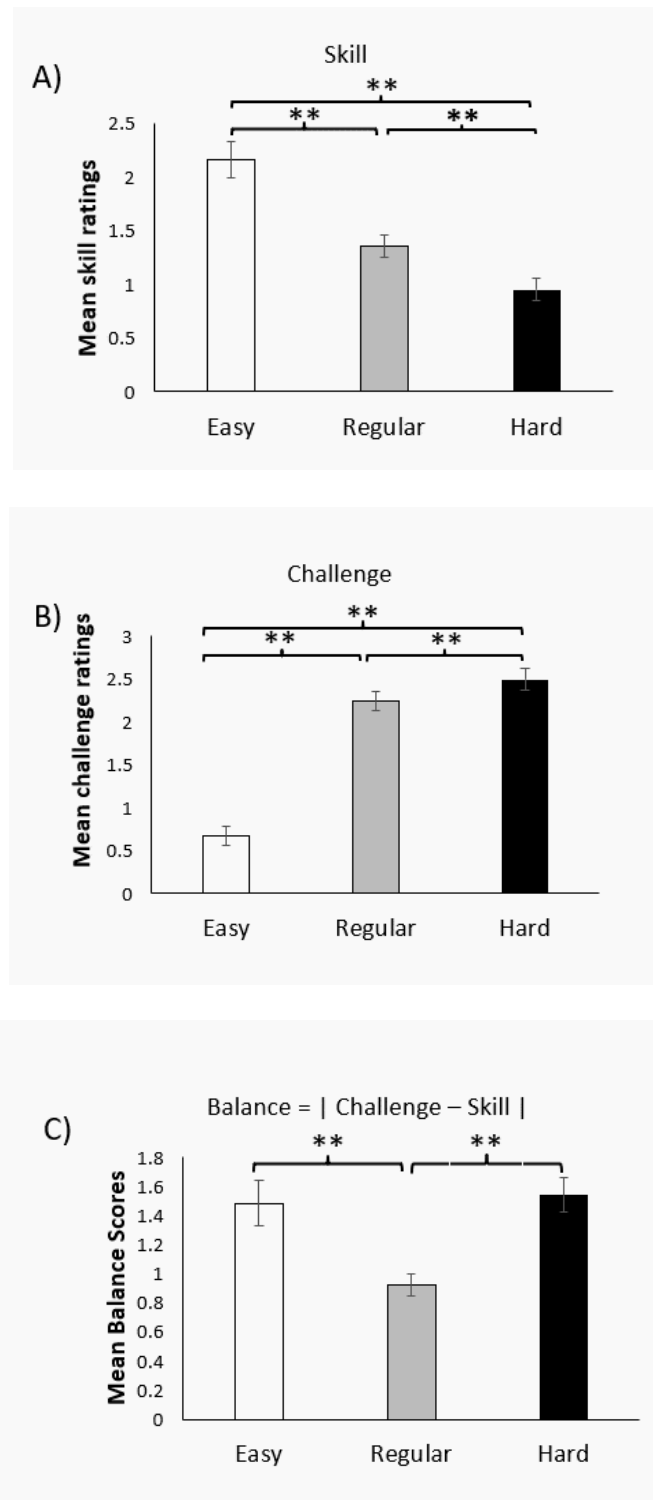 A)
Skill
**
** **
Mean skill ratings
2.5
2
1.5
1
0.5
0
Easy Regular Hard
B)
Challenge
**
** **
Mean challenge ratings
3
2.5
2
1.5
1
0.5
0
Easy Regular Hard
C)
Balance = | Challenge – Skill |
** **
Mean Balance Scores
1.8
1.6
1.4
1.2
1
0.8
0.6
0.4
0.2
0
Easy Regular Hard